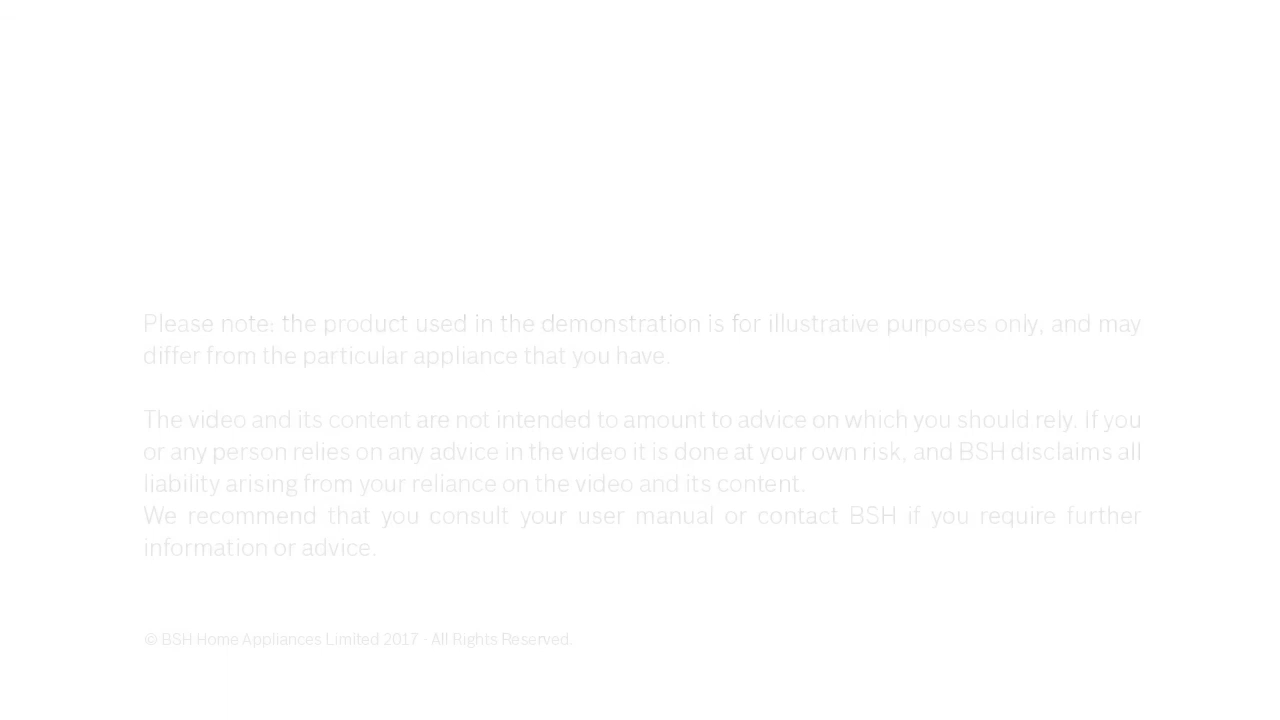 Please note: the product used in the demonstration is for illustrative purposes only, and may
differ from the particular appliance that you have.
The video and its content are not intended to amount to advice on which you should rely. If you
or any person relies on any advice in the video it is done at your own risk, and BSH disclaims all
liability arising from your reliance on the video and its content.
We recommend that you consult your user manual or contact BSH if you require further
information or advice.
© BSH Home Appliances Limited 2017 - All Rights Reserved.